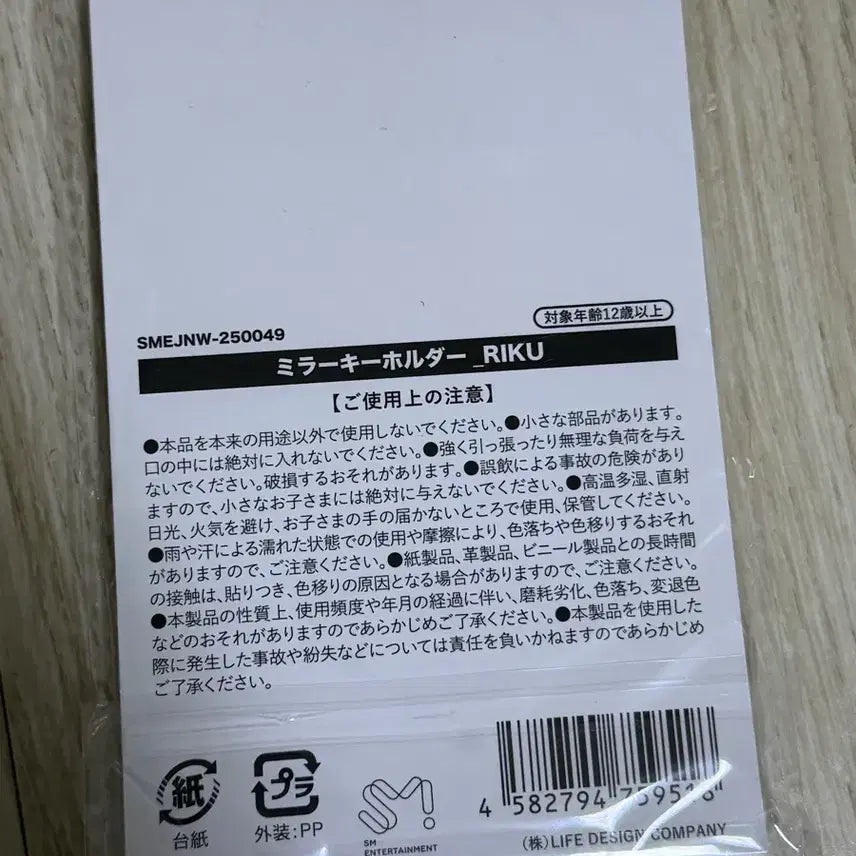 SMEJNW-250049
対象年齢12歳以上
ミラーキーホルダー_RIKU
【ご使用上の注意】
●本品を本来の用途以外で使用しないでください。●小さな部品があります。
口の中には絶対に入れないでください。●強く引っ張ったり無理な負荷を与え
ないでください。破損するおそれがあります。●誤飲による事故の危険があり
ますので、小さなお子さまには絶対に与えないでください。●高温多湿、直射
日光、火気を避け、お子さまの手の届かないところで使用、保管してください。
●雨や汗による濡れた状態での使用や摩擦により、色落ちや色移りするおそれ
がありますので、ご注意ください。●紙製品、革製品、ビニール製品との長時間
の接触は、貼りつき、色移りの原因となる場合がありますので、ご注意ください。
●本製品の性質上、使用頻度や年月の経過に伴い、磨耗劣化、色落ち、変退色
などのおそれがありますのであらかじめご了承ください。●本製品を使用した
際に発生した事故や紛失などについては責任を負いかねますのであらかじめ
ご了承ください。
紙
台紙
プラ
外装:PP
SM!
SM
ENTERTAINMENT
4 582794 759518
(株)LIFE DESIGN COMPANY